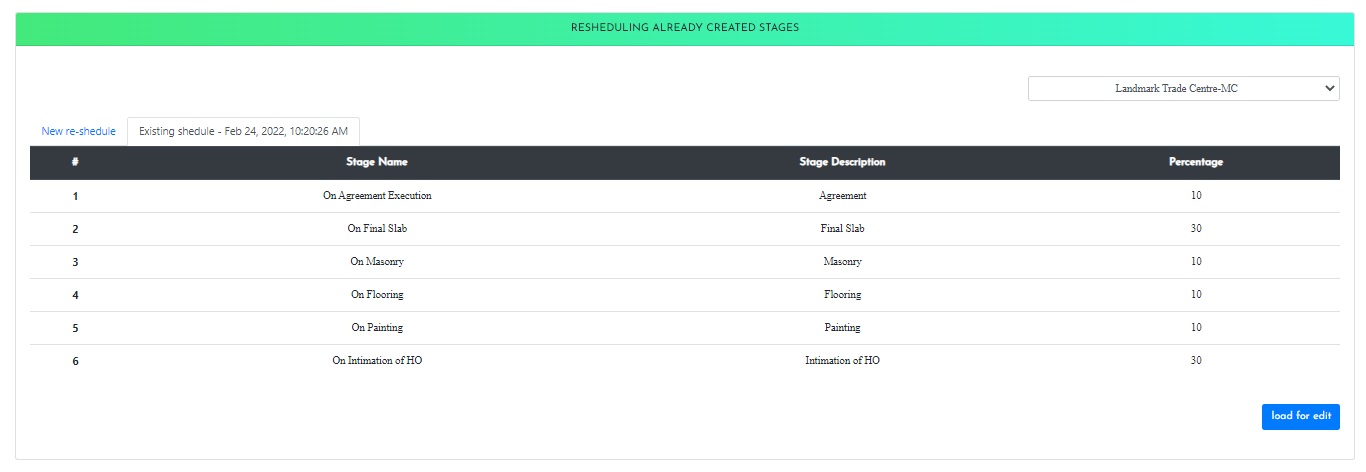 RESHEDULING ALREADY CREATED STAGES
Landmark Trade Centre-MC
New re-shedule Existing shedule - Feb 24, 2022, 10:20:26 AM
# Stage Name Stage Description Percentage
1 On Agreement Execution Agreement 10
2 On Final Slab Final Slab 30
3 On Masonry Masonry 10
4 On Flooring Flooring 10
5 On Painting Painting 10
6 On Intimation of HO Intimation of HO 30
load for edit